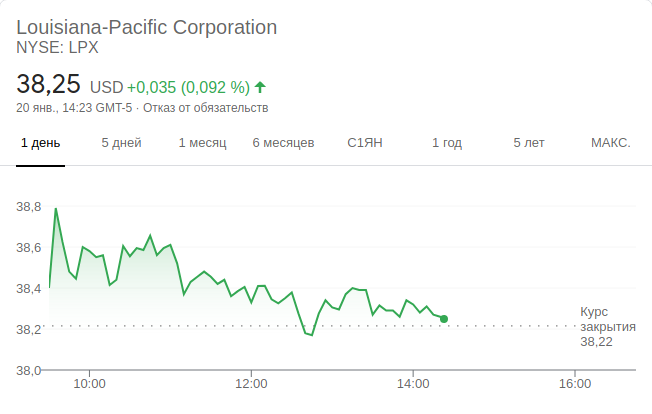 Louisiana-Pacific Corporation
NYSE: LPX
38,25 USD +0,035 (0,092 %)
20 янв., 14:23 GMT-5 · Отказ от обязательств
1 день 5 дней 1 месяц 6 месяцев С1ЯН 1 год 5 лет МАКС.
38,8
38,6
38,4
38,2
38,0
Курс
закрытия
38,22
10:00 12:00 14:00 16:00